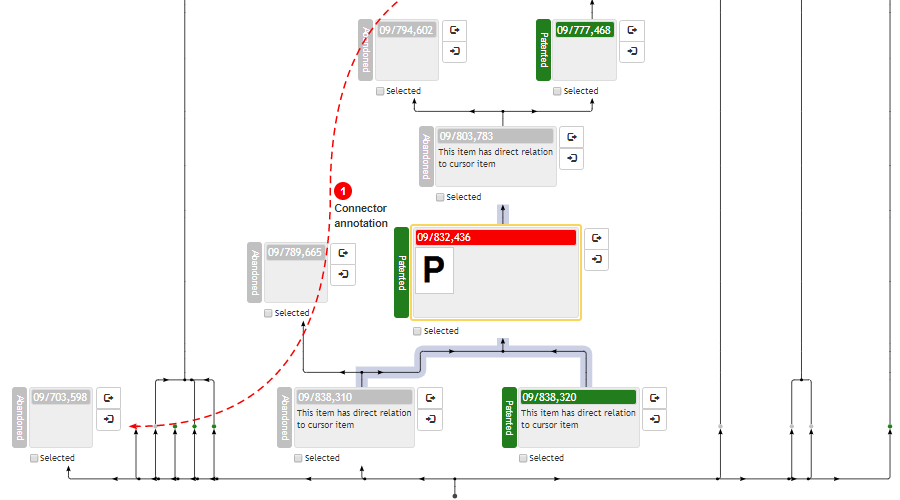 Abandoned
09/794,602
Selected
Patented
09/777,468
Selected
Abandoned
09/803,783
This item has direct relation
to cursor item
Selected
1
Connector
annotation
Patented
09/832,436
P
Selected
Abandoned
09/789,665
Selected
Abandoned
09/703,598
Selected
Abandoned
09/838,310
This item has direct relation
to cursor item
Selected
Patented
09/838,320
This item has direct relation
to cursor item
Selected